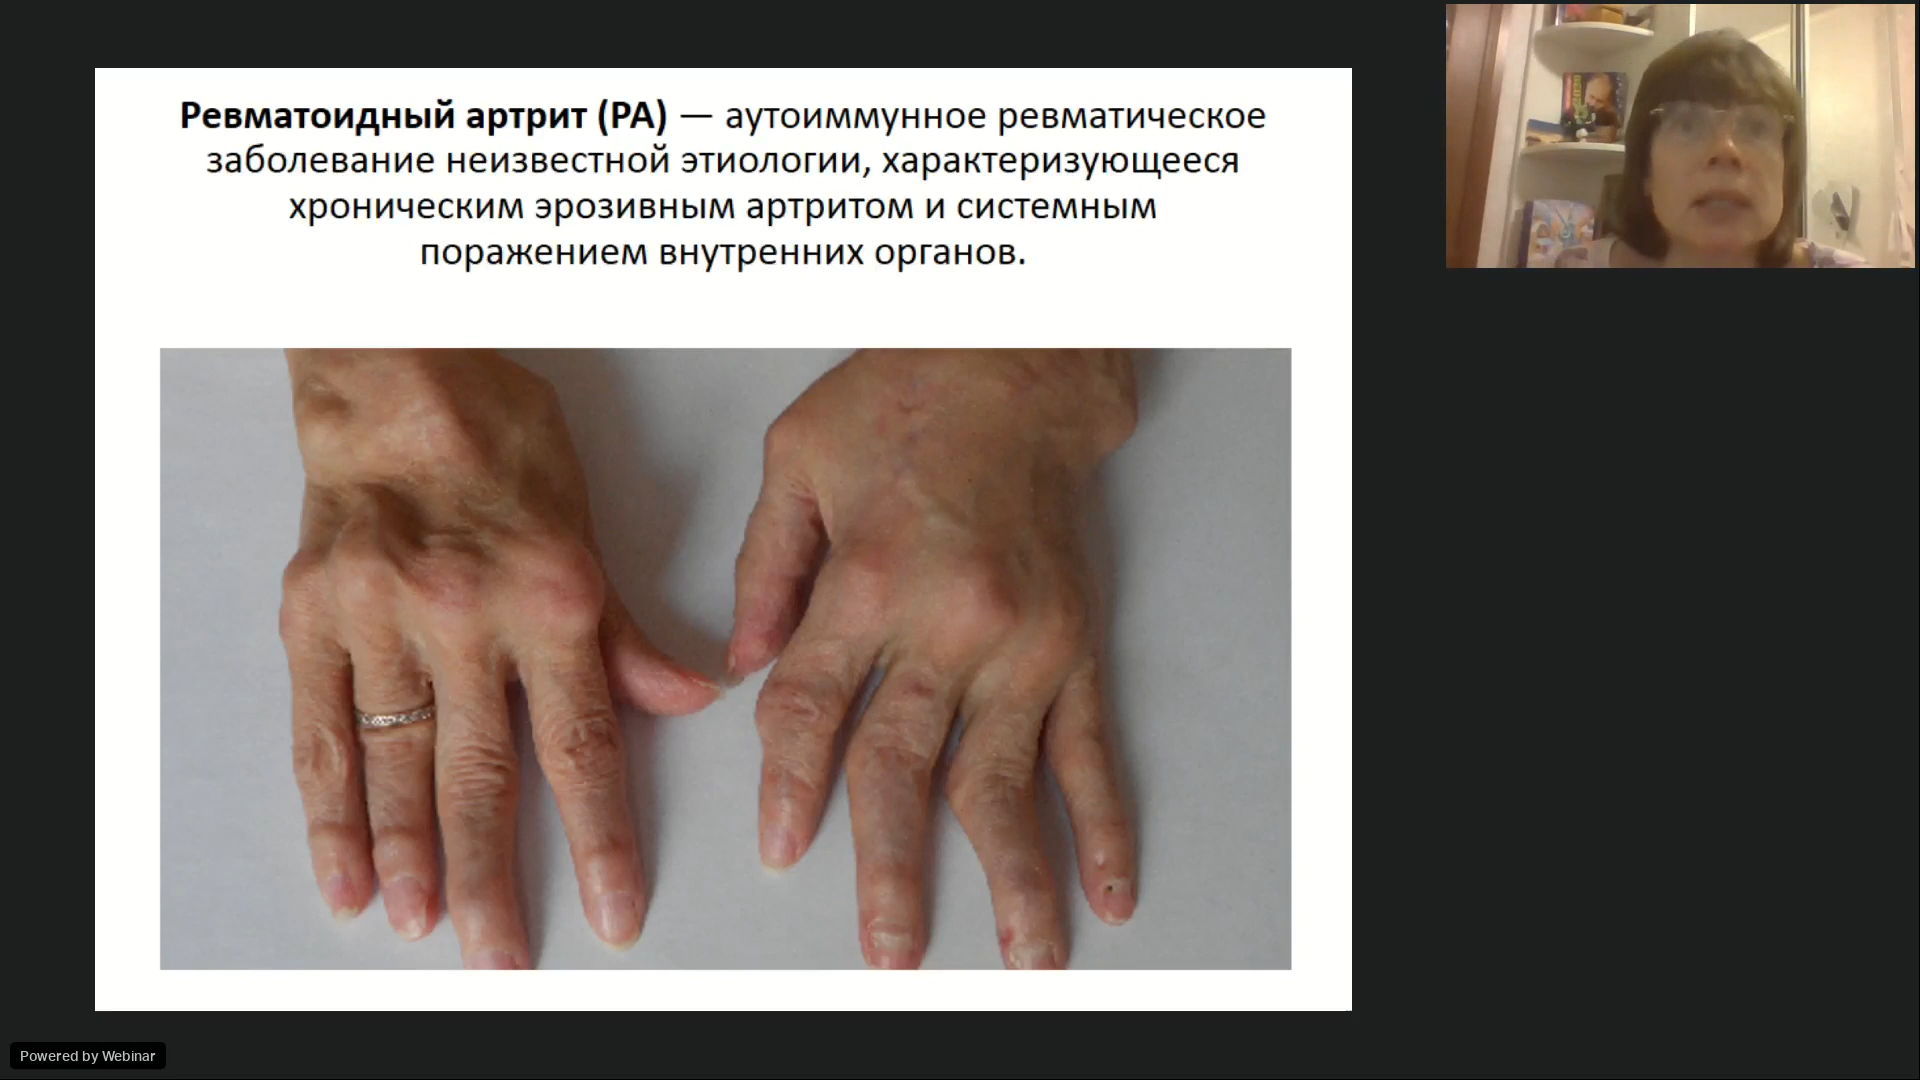 Ревматоидный артрит (РА) — аутоиммунное ревматическое
заболевание неизвестной этиологии, характеризующееся
хроническим эрозивным артритом и системным
поражением внутренних органов.
Powered by Webinar